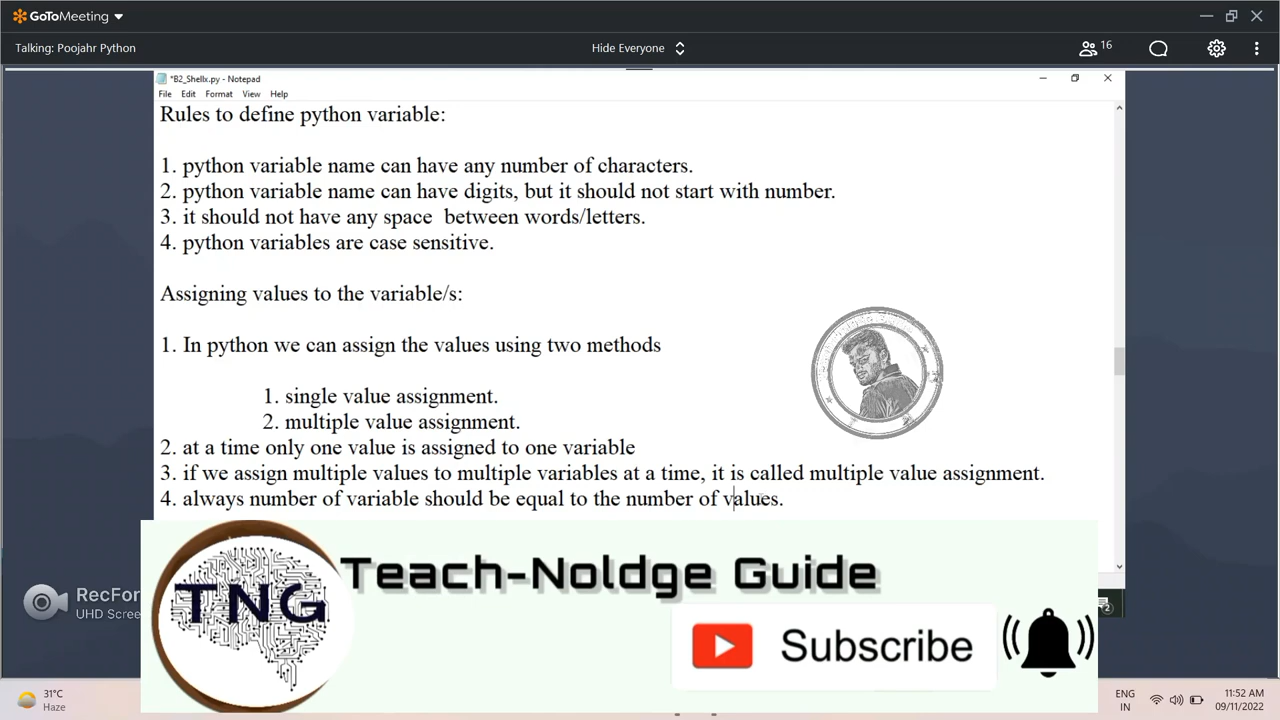 GoToMeeting
Talking: Poojahr Python
Hide Everyone
16
*B2_Shellx.py - Notepad
File Edit Format View Help
Rules to define python variable:
1. python variable name can have any number of characters.
2. python variable name can have digits, but it should not start with number.
3. it should not have any space  between words/letters.
4. python variables are case sensitive.
Assigning values to the variable/s:
1. In python we can assign the values using two methods
1. single value assignment.
2. multiple value assignment.
2. at a time only one value is assigned to one variable
3. if we assign multiple values to multiple variables at a time, it is called multiple value assignment.
4. always number of variable should be equal to the number of values.
Teach-Noldge Guide
TNG
Subscribe
RecFor
UHD Scree
2
31°C
Haze
ENG
IN
11:52 AM
09/11/2022